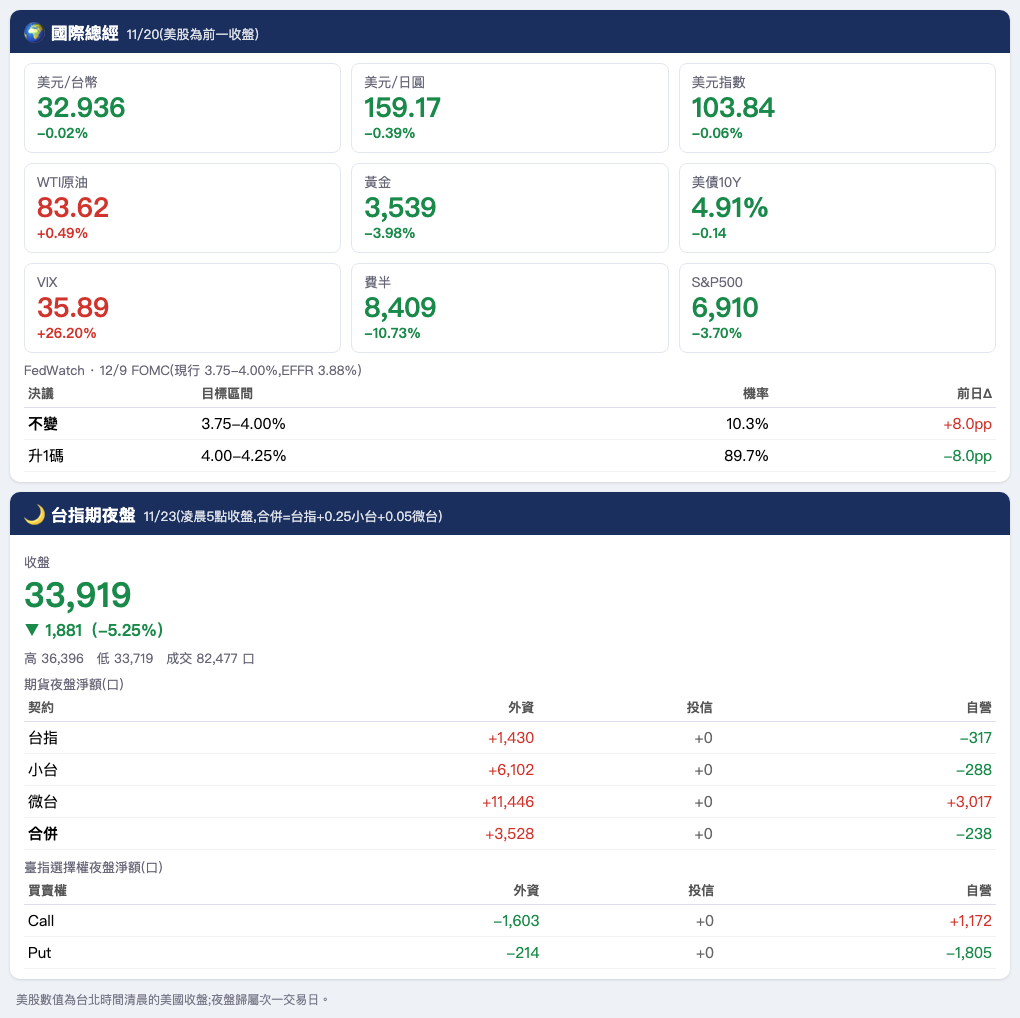 國際總經 11/20(美股為前一收盤)
美元/台幣 美元/日圓 美元指數
32.936 159.17 103.84
−0.02% −0.39% −0.06%
WTI原油 黃金 美債10Y
83.62 3,539 4.91%
+0.49% −3.98% −0.14
VIX 費半 S&P500
35.89 8,409 6,910
+26.20% −10.73% −3.70%
FedWatch · 12/9 FOMC(現行 3.75–4.00%,EFFR 3.88%)
決議 目標區間 機率 前日Δ
不變 3.75–4.00% 10.3% +8.0pp
升1碼 4.00–4.25% 89.7% −8.0pp
台指期夜盤 11/23(凌晨5點收盤,合併=台指+0.25小台+0.05微台)
收盤
33,919
▼ 1,881 (−5.25%)
高 36,396 低 33,719 成交 82,477 口
期貨夜盤淨額(口)
契約 外資 投信 自營
台指 +1,430 +0 −317
小台 +6,102 +0 −288
微台 +11,446 +0 +3,017
合併 +3,528 +0 −238
臺指選擇權夜盤淨額(口)
買賣權 外資 投信 自營
Call −1,603 +0 +1,172
Put −214 +0 −1,805
美股數值為台北時間清晨的美國收盤;夜盤歸屬次一交易日。